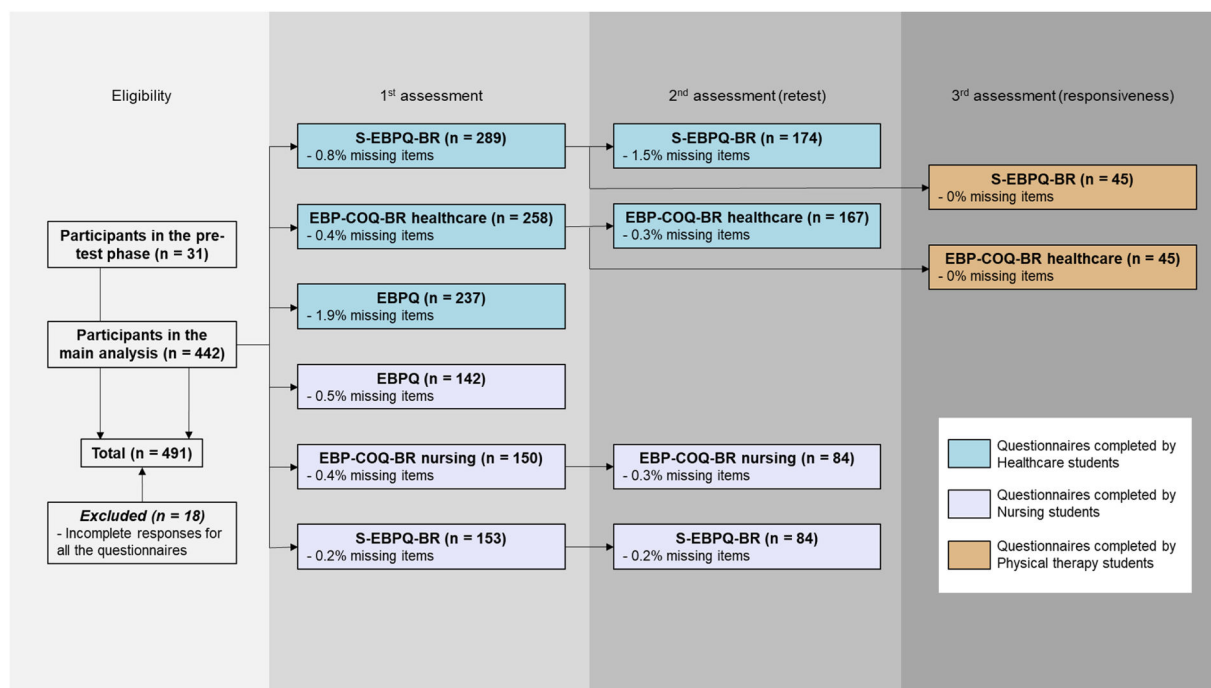 Eligibility
Participants in the pre-
test phase (n = 31)
Participants in the
main analysis (n = 442)
Total (n = 491)
Excluded (n = 18)
- Incomplete responses for
all the questionnaires
1st assessment
S-EBPQ-BR (n = 289)
- 0.8% missing items
EBP-COQ-BR healthcare (n = 258)
- 0.4% missing items
EBPQ (n = 237)
- 1.9% missing items
EBPQ (n = 142)
- 0.5% missing items
EBP-COQ-BR nursing (n = 150)
- 0.4% missing items
S-EBPQ-BR (n = 153)
- 0.2% missing items
2nd assessment (retest)
S-EBPQ-BR (n = 174)
- 1.5% missing items
EBP-COQ-BR healthcare (n = 167)
- 0.3% missing items
EBP-COQ-BR nursing (n = 84)
- 0.3% missing items
S-EBPQ-BR (n = 84)
- 0.2% missing items
3rd assessment (responsiveness)
S-EBPQ-BR (n = 45)
- 0% missing items
EBP-COQ-BR healthcare (n = 45)
- 0% missing items
Questionnaires completed by
Healthcare students
Questionnaires completed by
Nursing students
Questionnaires completed by
Physical therapy students